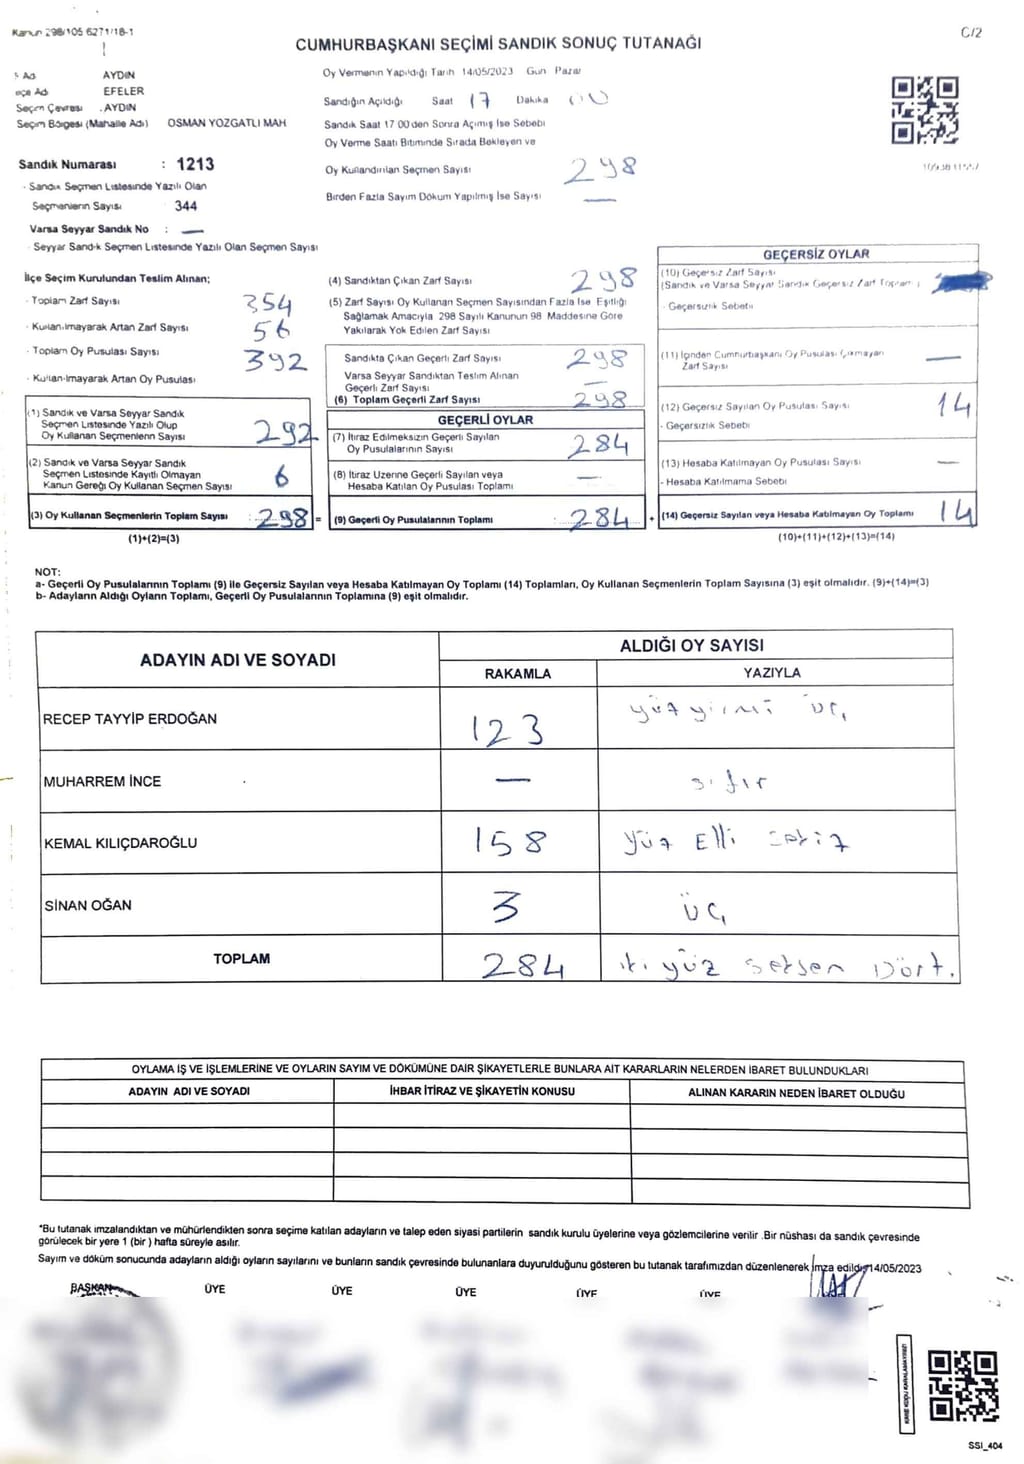 Kanun 298/105 6271/18-1
C/2
CUMHURBAŞKANI SEÇİMİ SANDIK SONUÇ TUTANAĞI
Adı AYDIN
çe Adı EFELER
Seçim Çevresi AYDIN
Seçim Bölgesi (Mahalle Adı) OSMAN YOZGATLI MAH
Sandık Numarası : 1213
- Sandık Seçmen Listesinde Yazılı Olan
Seçmenlerin Sayısı 344
Varsa Seyyar Sandık No : —
- Seyyar Sandık Seçmen Listesinde Yazılı Olan Seçmen Sayısı
Oy Vermenin Yapıldığı Tarih 14/05/2023 Gün Pazar
Sandığın Açıldığı Saat 17 Dakika 00
Sandık Saat 17 00 den Sonra Açımış İse Sebebi
Oy Verme Saati Bitiminde Sırada Bekleyen ve
Oy Kullandırılan Seçmen Sayısı 298
Birden Fazla Sayım Döküm Yapılmış İse Sayısı —
İlçe Seçim Kurulundan Teslim Alınan;
- Toplam Zarf Sayısı 354
- Kullanılmayarak Artan Zarf Sayısı 56
- Toplam Oy Pusulası Sayısı 392
- Kullanılmayarak Artan Oy Pusulası
(1) Sandık ve Varsa Seyyar Sandık
Seçmen Listesinde Yazılı Olup
Oy Kullanan Seçmenlerin Sayısı 292
(2) Sandık ve Varsa Seyyar Sandık
Seçmen Listesinde Kayıtlı Olmayan
Kanun Gereği Oy Kullanan Seçmen Sayısı 6
(3) Oy Kullanan Seçmenlerin Toplam Sayısı : 298 =
(1)+(2)=(3)
(4) Sandıktan Çıkan Zarf Sayısı 298
(5) Zarf Sayısı Oy Kullanan Seçmen Sayısından Fazla İse Eşitliği
Sağlamak Amacıyla 298 Sayılı Kanunun 98 Maddesine Göre
Yakılarak Yok Edilen Zarf Sayısı
Sandıkta Çıkan Geçerli Zarf Sayısı 298
Varsa Seyyar Sandıktan Teslim Alınan
Geçerli Zarf Sayısı —
(6) Toplam Geçerli Zarf Sayısı 298
GEÇERLİ OYLAR
(7) İtiraz Edilmeksizin Geçerli Sayılan
Oy Pusulalarının Sayısı 284
(8) İtiraz Üzerine Geçerli Sayılan veya
Hesaba Katılan Oy Pusulası Toplamı —
(9) Geçerli Oy Pusulalarının Toplamı 284 +
GEÇERSİZ OYLAR
(10) Geçersiz Zarf Sayısı
(Sandık ve Varsa Seyyar Sandık Geçersiz Zarf Toplamı)
- Geçersizlik Sebebi
(11) İçinden Cumhurbaşkanı Oy Pusulası Çıkmayan
Zarf Sayısı —
(12) Geçersiz Sayılan Oy Pusulası Sayısı 14
- Geçersizlik Sebebi
(13) Hesaba Katılmayan Oy Pusulası Sayısı —
- Hesaba Katılmama Sebebi
(14) Geçersiz Sayılan veya Hesaba Katılmayan Oy Toplamı 14
(10)+(11)+(12)+(13)=(14)
NOT:
a- Geçerli Oy Pusulalarının Toplamı (9) ile Geçersiz Sayılan veya Hesaba Katılmayan Oy Toplamı (14) Toplamları, Oy Kullanan Seçmenlerin Toplam Sayısına (3) eşit olmalıdır. (9)+(14)=(3)
b- Adayların Aldığı Oyların Toplamı, Geçerli Oy Pusulalarının Toplamına (9) eşit olmalıdır.
ADAYIN ADI VE SOYADI
ALDIĞI OY SAYISI
RAKAMLA YAZIYLA
RECEP TAYYİP ERDOĞAN 123 yüz yirmi üç
MUHARREM İNCE — sıfır
KEMAL KILIÇDAROĞLU 158 Yüz Elli sekiz
SİNAN OĞAN 3 üç
TOPLAM 284 iki yüz seksen Dört.
OYLAMA İŞ VE İŞLEMLERİNE VE OYLARIN SAYIM VE DÖKÜMÜNE DAİR ŞİKAYETLERLE BUNLARA AİT KARARLARIN NELERDEN İBARET BULUNDUKLARI
ADAYIN ADI VE SOYADI İHBAR İTİRAZ VE ŞİKAYETİN KONUSU ALINAN KARARIN NEDEN İBARET OLDUĞU
*Bu tutanak imzalandıktan ve mühürlendikten sonra seçime katılan adayların ve talep eden siyasi partilerin sandık kurulu üyelerine veya gözlemcilerine verilir .Bir nüshası da sandık çevresinde
görülecek bir yere 1 (bir ) hafta süreyle asılır.
Sayım ve döküm sonucunda adayların aldığı oyların sayılarını ve bunların sandık çevresinde bulunanlara duyurulduğunu gösteren bu tutanak tarafımızdan düzenlenerek imza edildi. 14/05/2023
BAŞKAN ÜYE ÜYE ÜYE ÜYE ÜYE
SSI_404